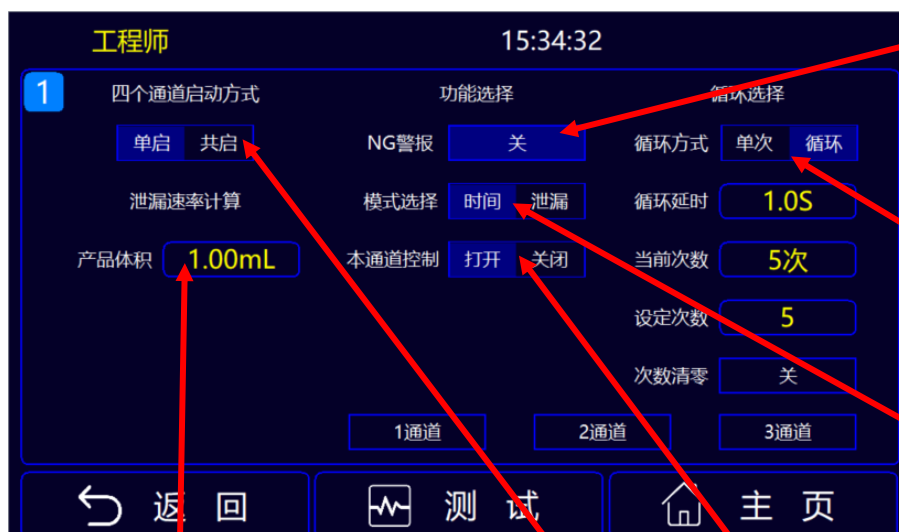 工程师 15:34:32
1 四个通道启动方式 功能选择 循环选择
单启 共启 NG警报 关 循环方式 单次 循环
泄漏速率计算 模式选择 时间 泄漏 循环延时 1.0S
产品体积 1.00mL 本通道控制 打开 关闭 当前次数 5次
设定次数 5
次数清零 关
1通道 2通道 3通道
返回 测试 主页